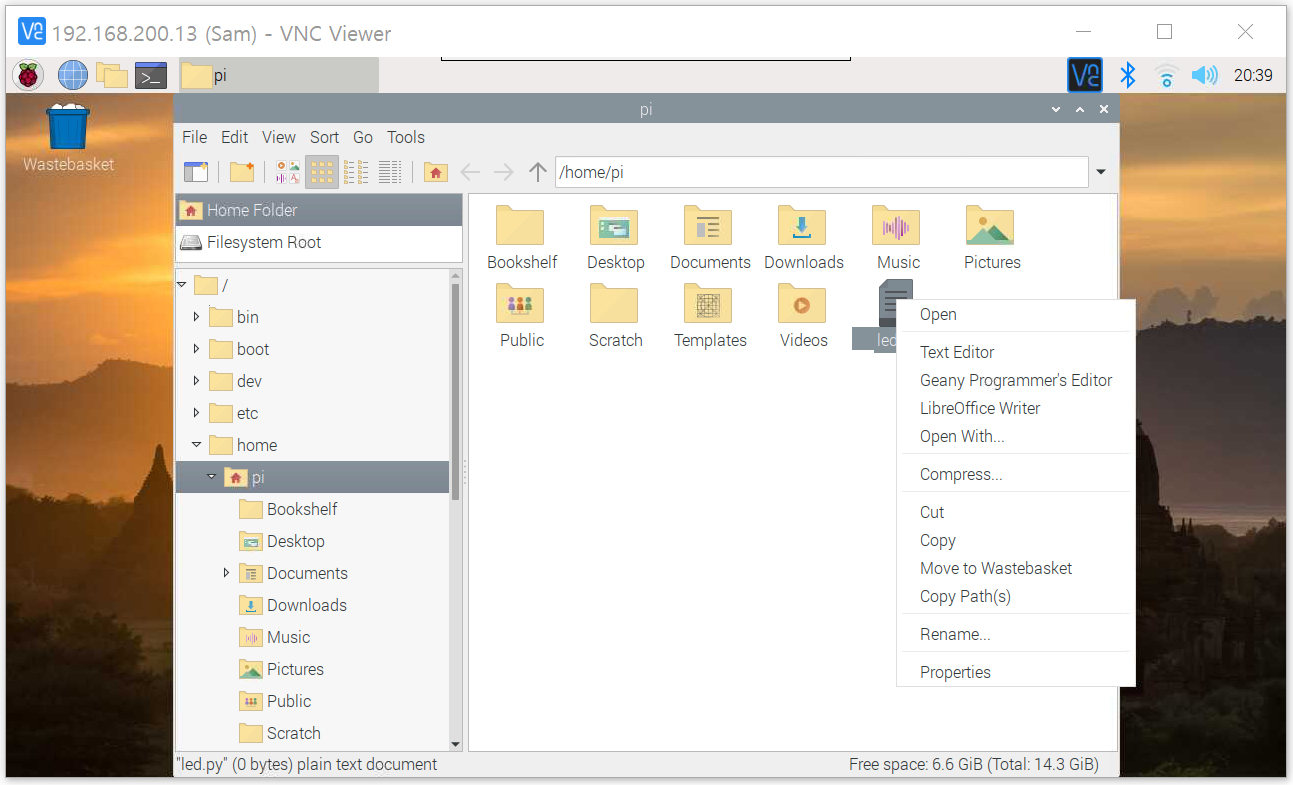 192.168.200.13 (Sam) - VNC Viewer
pi
20:39
Wastebasket
pi
File Edit View Sort Go Tools
/home/pi
Home Folder
Filesystem Root
/
bin
boot
dev
etc
home
pi
Bookshelf
Desktop
Documents
Downloads
Music
Pictures
Public
Scratch
Bookshelf Desktop Documents Downloads Music Pictures
Public Scratch Templates Videos led
Open
Text Editor
Geany Programmer's Editor
LibreOffice Writer
Open With...
Compress...
Cut
Copy
Move to Wastebasket
Copy Path(s)
Rename...
Properties
"led.py" (0 bytes) plain text document
Free space: 6.6 GiB (Total: 14.3 GiB)